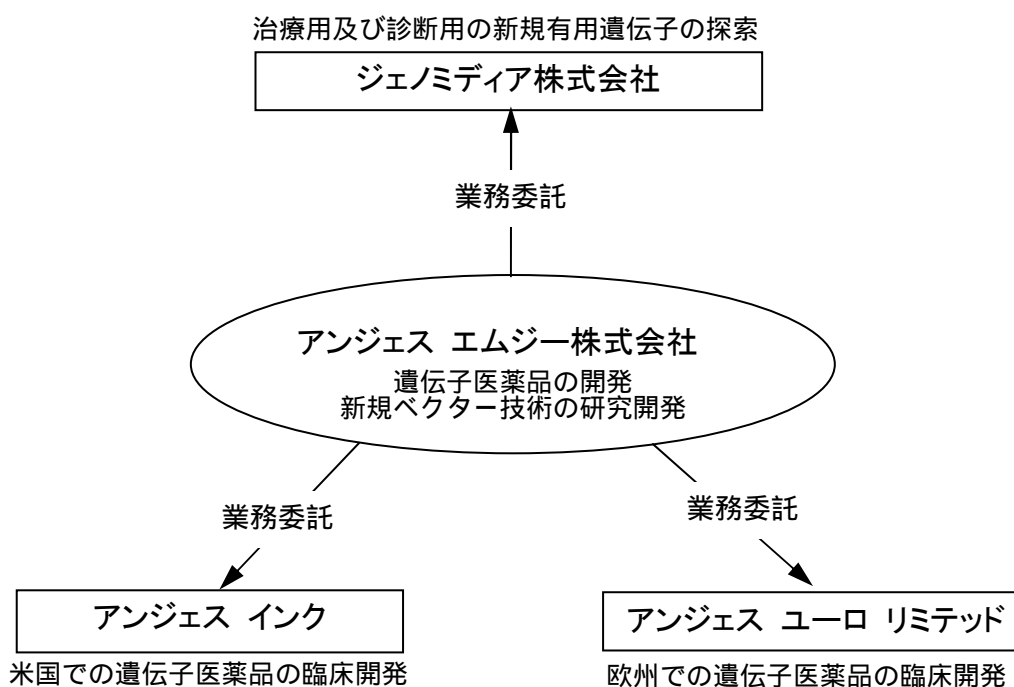 治療用及び診断用の新規有用遺伝子の探索
ジェノミディア株式会社
業務委託
アンジェス エムジー株式会社
遺伝子医薬品の開発
新規ベクター技術の研究開発
業務委託
業務委託
アンジェス インク
アンジェス ユーロ リミテッド
米国での遺伝子医薬品の臨床開発
欧州での遺伝子医薬品の臨床開発